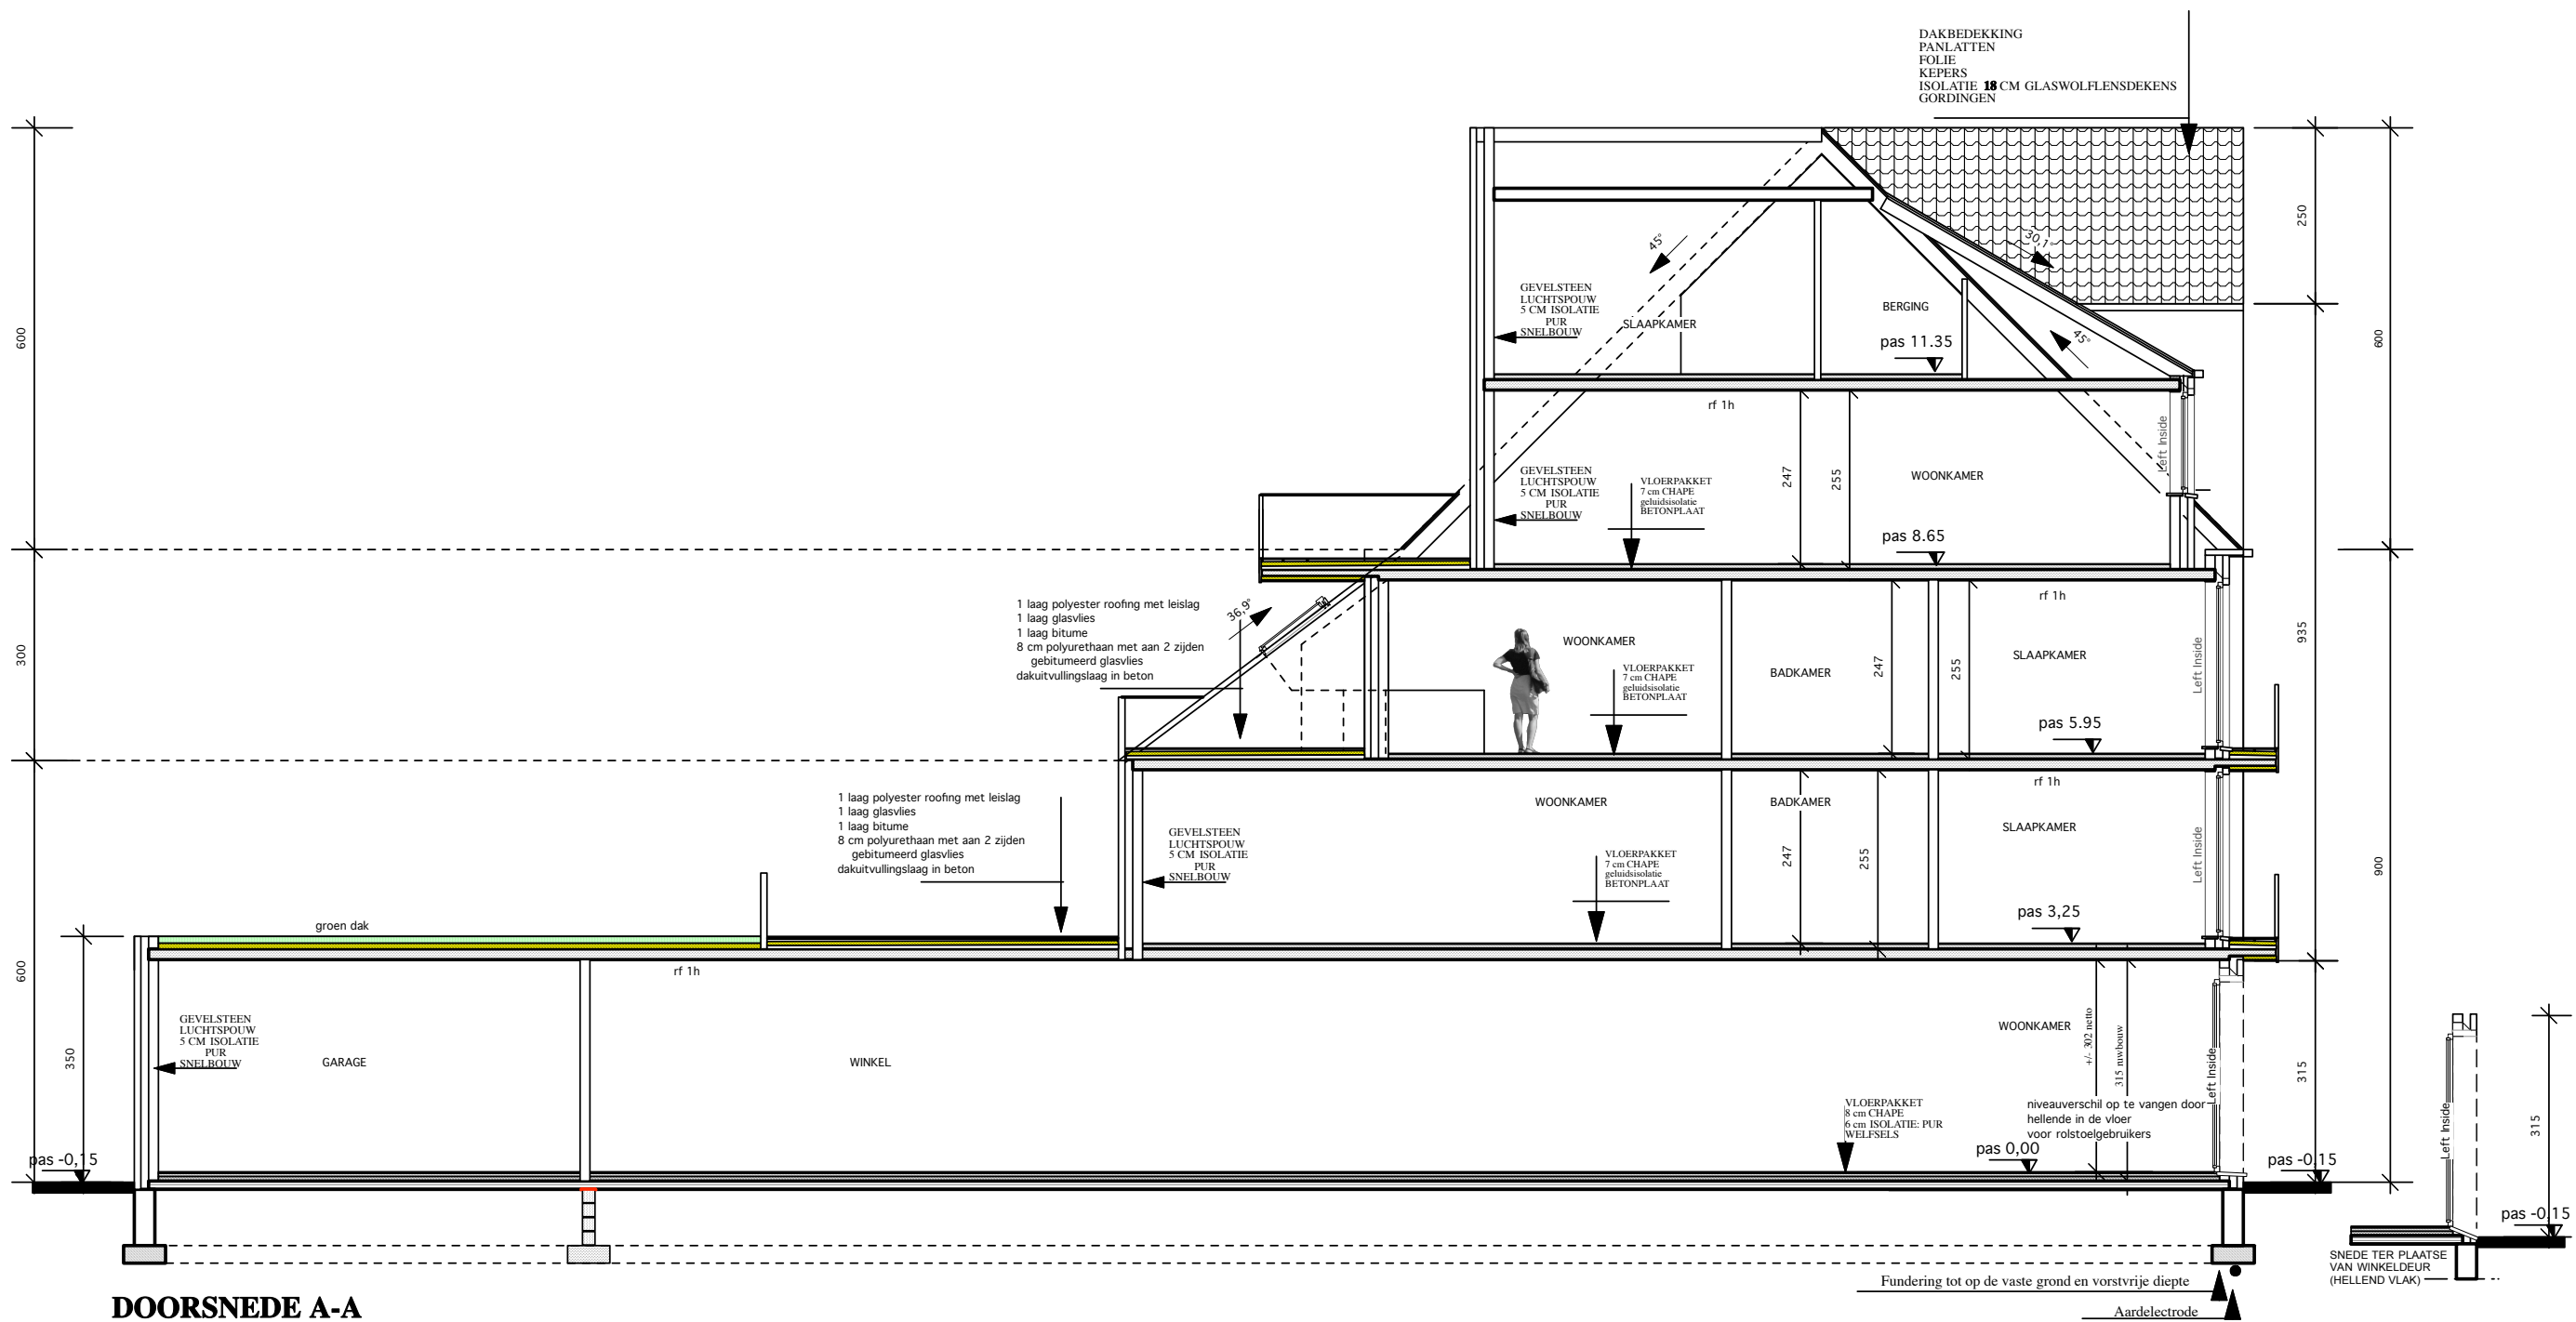 DAKBEDEKKING
PANLATTEN
FOLIE
KEPERS
ISOLATIE 18 CM GLASWOLFLENSDEKENS
GORDINGEN
600
250
45°
30,1°
GEVELSTEEN
LUCHTSPOUW
5 CM ISOLATIE
PUR
SNELBOUW
SLAAPKAMER
BERGING
pas 11.35
45°
600
rf 1h
Left Inside
GEVELSTEEN
LUCHTSPOUW
5 CM ISOLATIE
PUR
SNELBOUW
VLOERPAKKET
7 cm CHAPE
geluidsisolatie
BETONPLAAT
247
255
WOONKAMER
pas 8.65
300
1 laag polyester roofing met leislag
1 laag glasvlies
1 laag bitume
8 cm polyurethaan met aan 2 zijden
gebitumeerd glasvlies
dakuitvullingslaag in beton
36,9°
WOONKAMER
VLOERPAKKET
7 cm CHAPE
geluidsisolatie
BETONPLAAT
BADKAMER
247
255
rf 1h
SLAAPKAMER
Left Inside
935
pas 5.95
rf 1h
1 laag polyester roofing met leislag
1 laag glasvlies
1 laag bitume
8 cm polyurethaan met aan 2 zijden
gebitumeerd glasvlies
dakuitvullingslaag in beton
GEVELSTEEN
LUCHTSPOUW
5 CM ISOLATIE
PUR
SNELBOUW
WOONKAMER
VLOERPAKKET
7 cm CHAPE
geluidsisolatie
BETONPLAAT
BADKAMER
247
255
SLAAPKAMER
Left Inside
900
pas 3,25
groen dak
rf 1h
600
350
GEVELSTEEN
LUCHTSPOUW
5 CM ISOLATIE
PUR
SNELBOUW
GARAGE
WINKEL
WOONKAMER
+/- 302 netto
315 ruwbouw
Left Inside
315
VLOERPAKKET
8 cm CHAPE
6 cm ISOLATIE: PUR
WELFSELS
niveauverschil op te vangen door
hellende in de vloer
voor rolstoelgebruikers
pas 0,00
pas -0,15
pas -0,15
Left Inside
315
pas -0,15
SNEDE TER PLAATSE
VAN WINKELDEUR
(HELLEND VLAK)
Fundering tot op de vaste grond en vorstvrije diepte
Aardelectrode
DOORSNEDE A-A